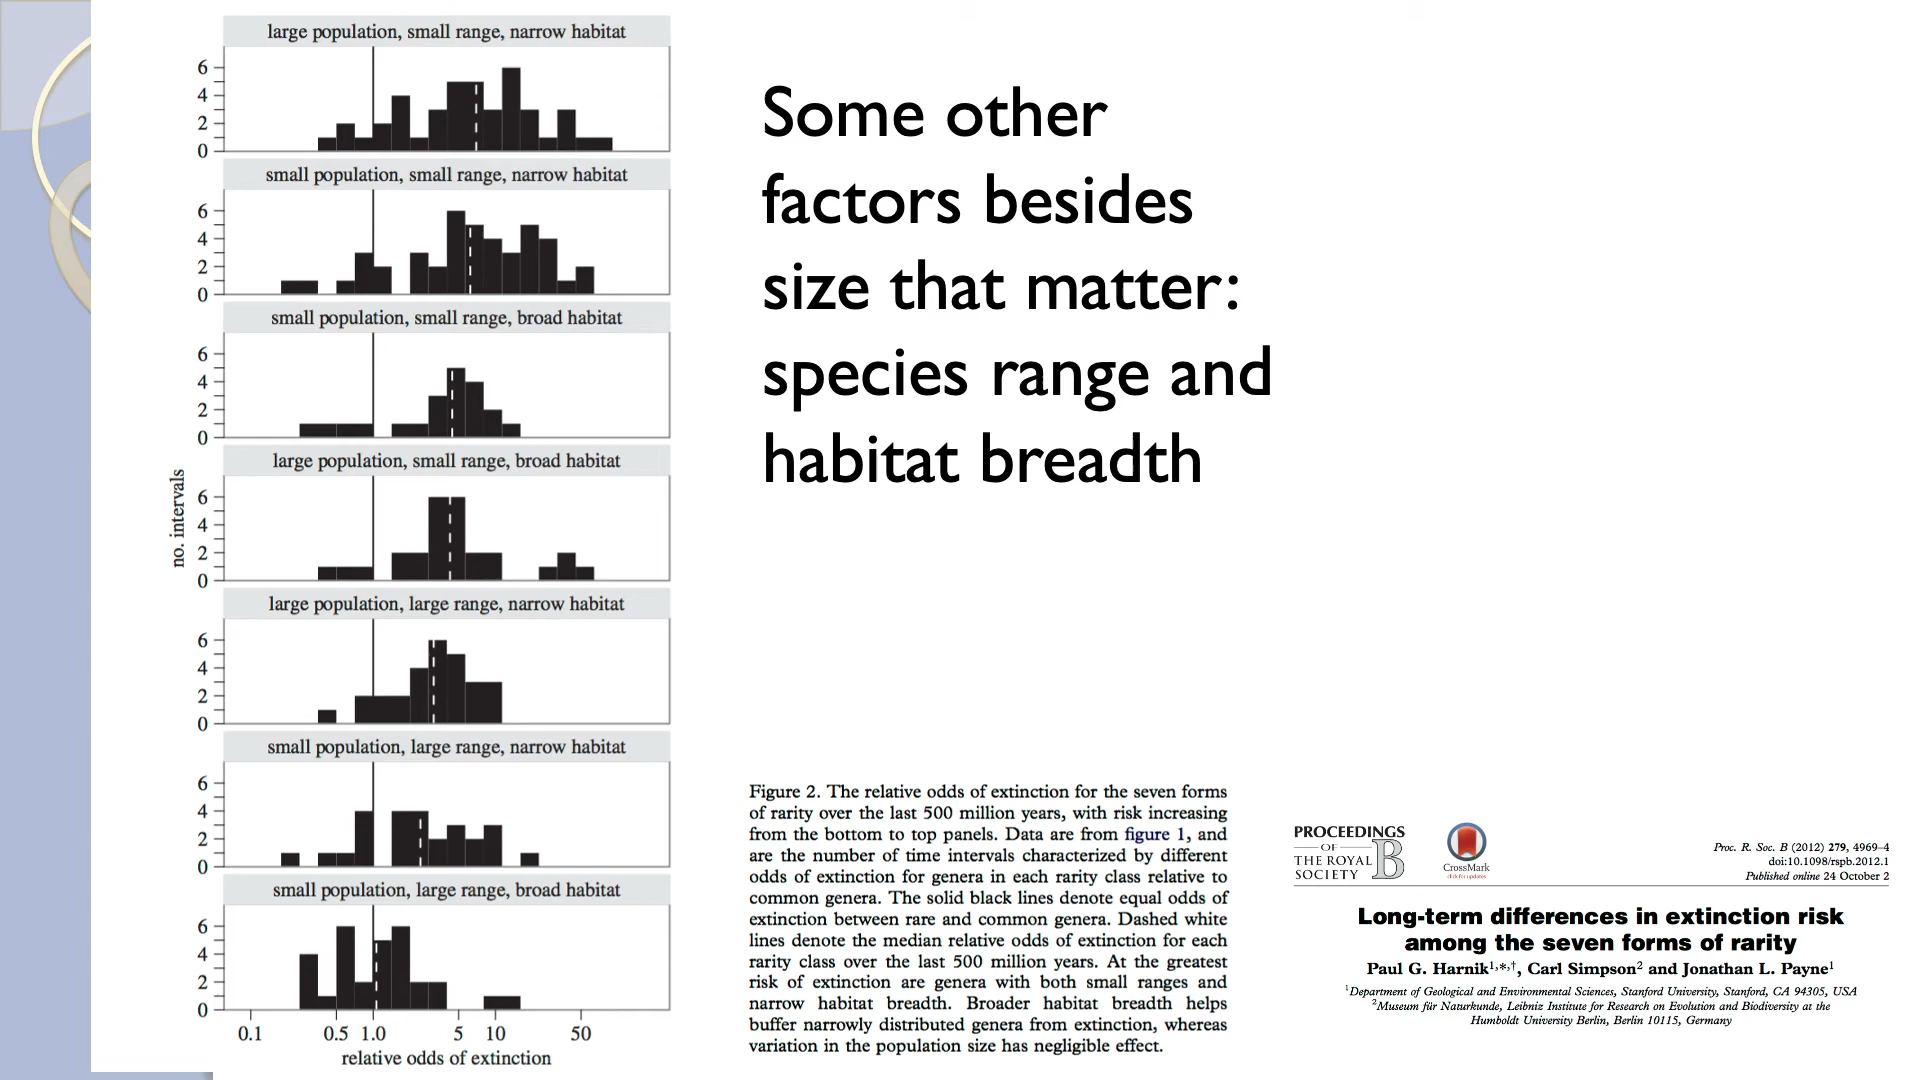 large population, small range, narrow habitat
6
4
2
0
small population, small range, narrow habitat
6
4
2
0
small population, small range, broad habitat
6
4
2
0
large population, small range, broad habitat
6
4
2
0
no. intervals
large population, large range, narrow habitat
6
4
2
0
small population, large range, narrow habitat
6
4
2
0
small population, large range, broad habitat
6
4
2
0
0.1 0.5 1.0 5 10 50
relative odds of extinction
Some other
factors besides
size that matter:
species range and
habitat breadth
Figure 2. The relative odds of extinction for the seven forms
of rarity over the last 500 million years, with risk increasing
from the bottom to top panels. Data are from figure 1, and
are the number of time intervals characterized by different
odds of extinction for genera in each rarity class relative to
common genera. The solid black lines denote equal odds of
extinction between rare and common genera. Dashed white
lines denote the median relative odds of extinction for each
rarity class over the last 500 million years. At the greatest
risk of extinction are genera with both small ranges and
narrow habitat breadth. Broader habitat breadth helps
buffer narrowly distributed genera from extinction, whereas
variation in the population size has negligible effect.
PROCEEDINGS
OF
THE ROYAL
SOCIETY B
CrossMark
click for updates
Proc. R. Soc. B (2012) 279, 4969–4
doi:10.1098/rspb.2012.1
Published online 24 October 2
Long-term differences in extinction risk
among the seven forms of rarity
Paul G. Harnik1,*,†, Carl Simpson2 and Jonathan L. Payne1
1Department of Geological and Environmental Sciences, Stanford University, Stanford, CA 94305, USA
2Museum für Naturkunde, Leibniz Institute for Research on Evolution and Biodiversity at the
Humboldt University Berlin, Berlin 10115, Germany